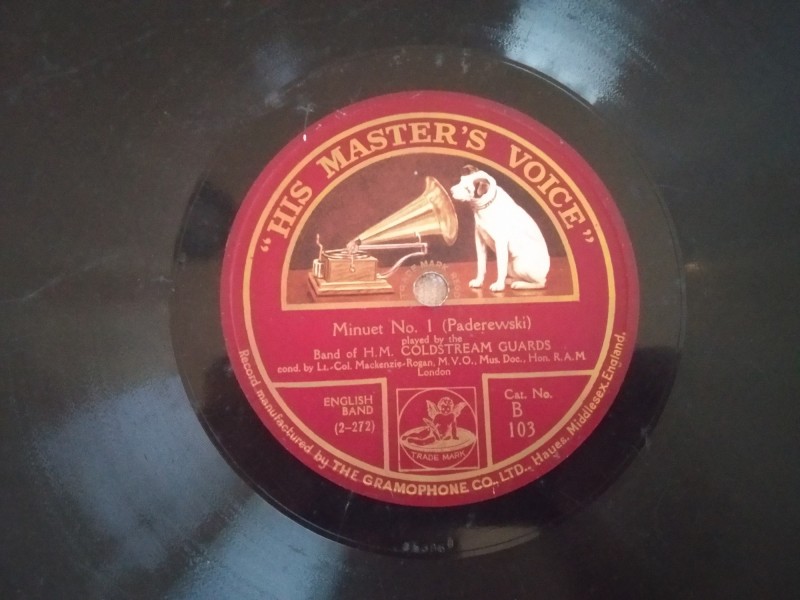 "HIS MASTER'S VOICE"
TRADE MARK
Minuet No. 1 (Paderewski)
played by the
Band of H.M. COLDSTREAM GUARDS
cond. by Lt.-Col. Mackenzie-Rogan, M.V.O., Mus. Doc., Hon. R.A.M.
London
ENGLISH
BAND
(2-272)
Cat. No.
B
103
TRADE MARK
Record manufactured by THE GRAMOPHONE CO., LTD., Hayes, Middlesex, England.